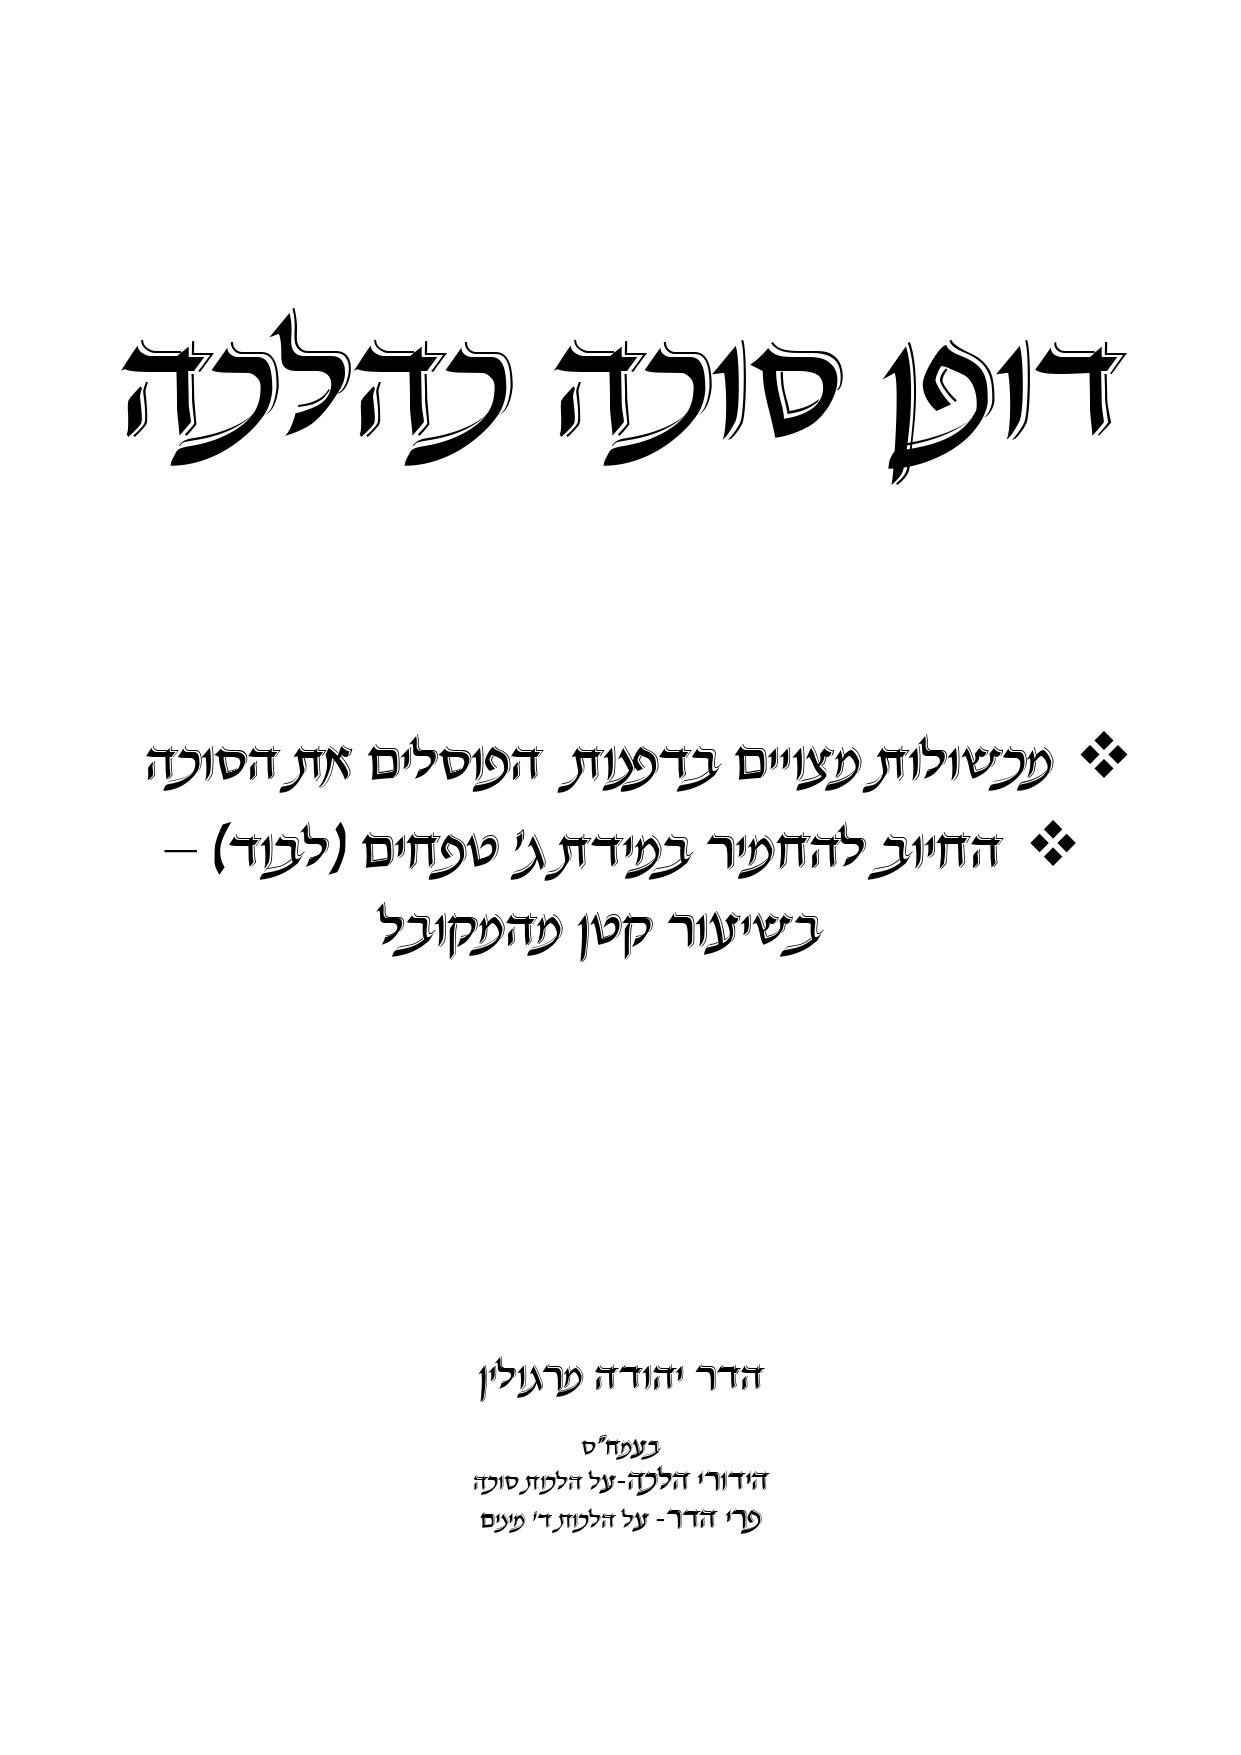 דופן סוכה כהלכה
❖ מכשולות מצויים בדפנות הפוסלים את הסוכה
❖ החיוב להחמיר במידת ג' טפחים (לבוד) –
בשיעור קטן מהמקובל
הדר יהודה מרגולין
בעמח"ס
הידורי הלכה-על הלכות סוכה
פרי הדר- על הלכות ד' מינים